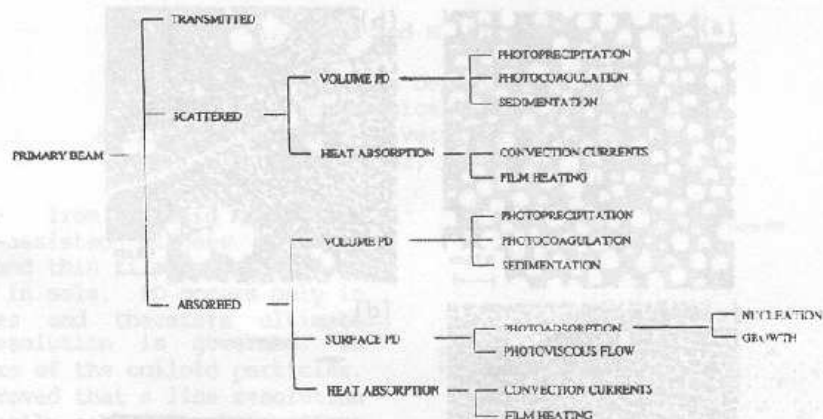 TRANSMITTED
PHOTOPRECIPITATION
VOLUME PD
PHOTOCOAGULATION
SEDIMENTATION
SCATTERED
PRIMARY BEAM
HEAT ABSORPTION
CONVECTION CURRENTS
FILM HEATING
PHOTOPRECIPITATION
VOLUME PD
PHOTOCOAGULATION
SEDIMENTATION
ABSORBED
NUCLEATION
PHOTOADSORPTION
GROWTH
SURFACE PD
PHOTOVISCOUS FLOW
HEAT ABSORPTION
CONVECTION CURRENTS
FILM HEATING